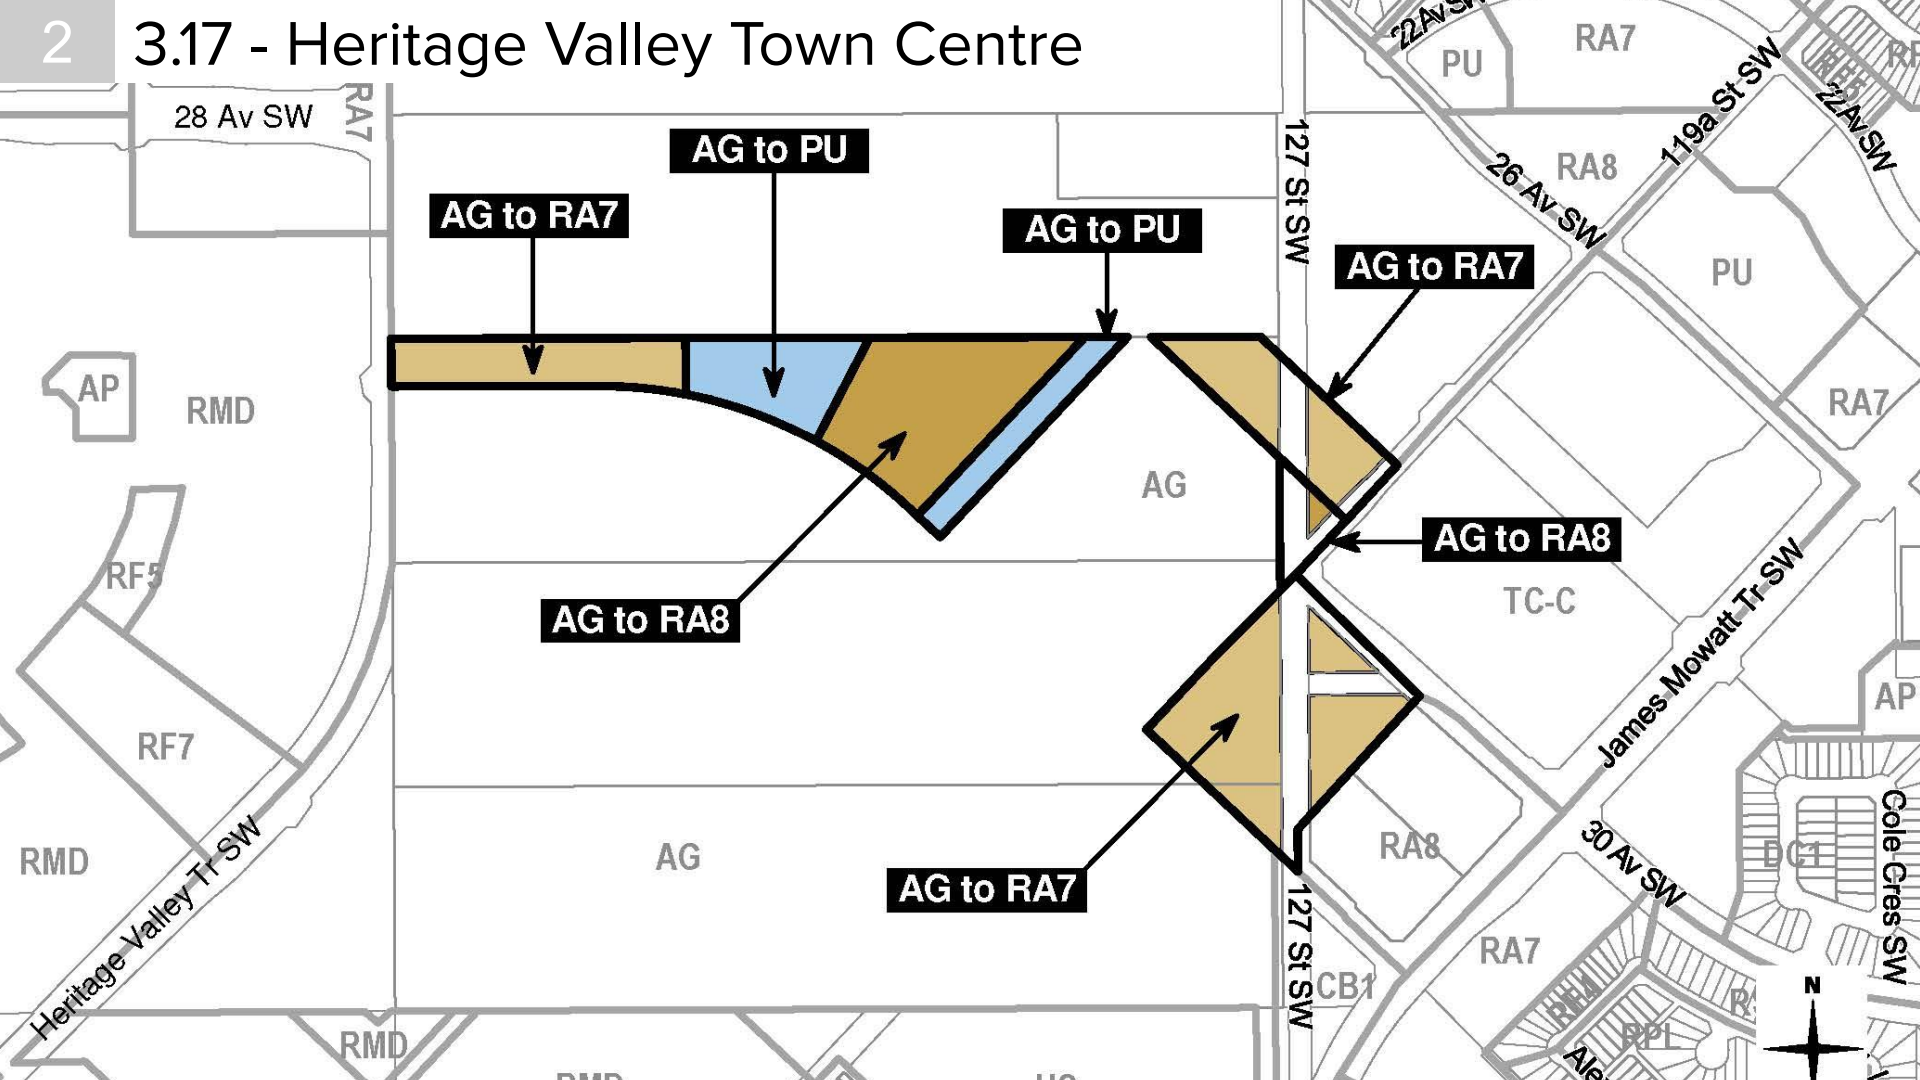 2
3.17 - Heritage Valley Town Centre
28 Av SW
RA7
AG to PU
AG to RA7
AG to PU
127 St SW
AG to RA7
22 Av SW
PU
RA7
119a St SW
RF5
22 Av SW
RA8
26 Av SW
PU
RA7
AP
RMD
AG
AG to RA8
TC-C
James Mowatt Tr SW
AP
RF5
AG to RA8
RF7
RMD
Heritage Valley Tr SW
AG
AG to RA7
RA8
30 Av SW
DC1
Cole Cres SW
127 St SW
CB1
RA7
RF4
RPL
N
RMD
RMD